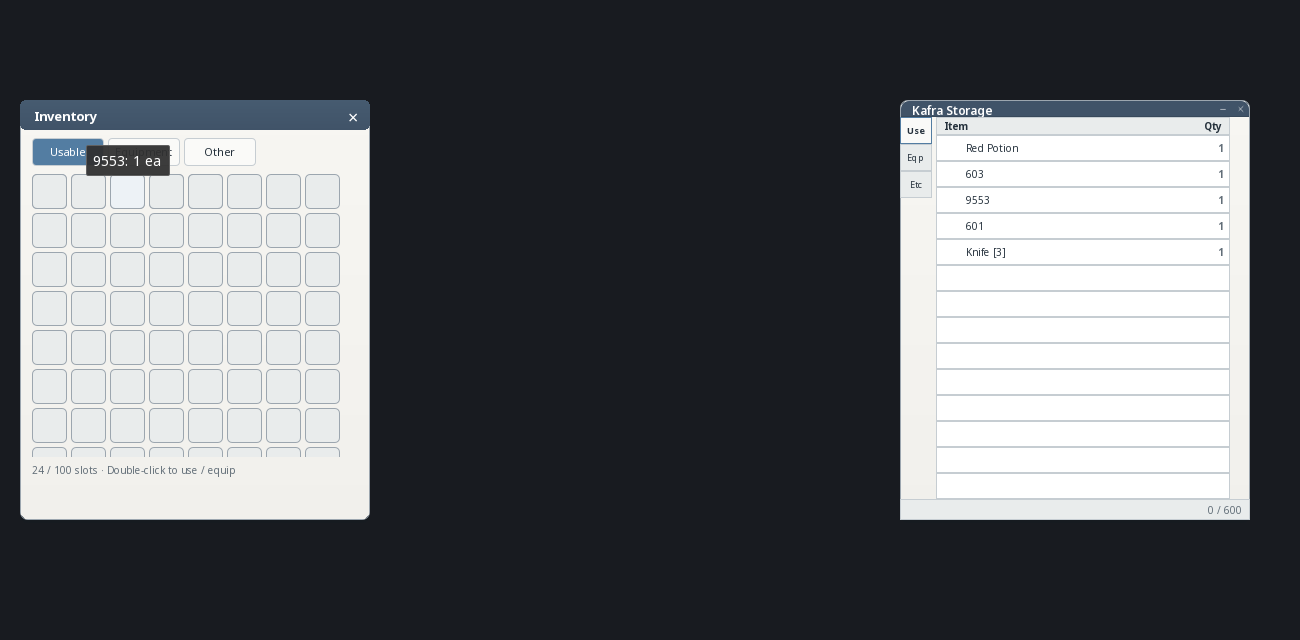 Inventory ×
Usable Other
9553: 1 ea
24 / 100 slots · Double-click to use / equip
Kafra Storage − ×
Use
Eqp
Etc
Item Qty
Red Potion 1
603 1
9553 1
601 1
Knife [3] 1
0 / 600